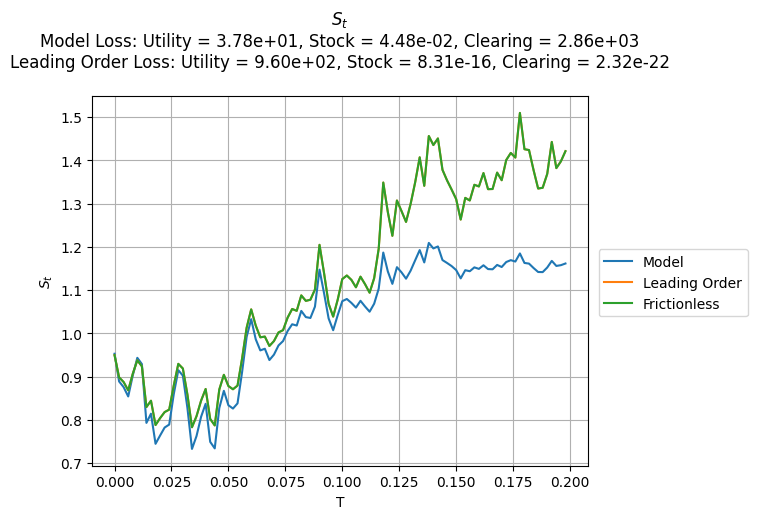 S_t
Model Loss: Utility = 3.78e+01, Stock = 4.48e-02, Clearing = 2.86e+03
Leading Order Loss: Utility = 9.60e+02, Stock = 8.31e-16, Clearing = 2.32e-22
1.5
1.4
1.3
1.2
1.1
1.0
0.9
0.8
0.7
S_t
0.000 0.025 0.050 0.075 0.100 0.125 0.150 0.175 0.200
T
Model
Leading Order
Frictionless